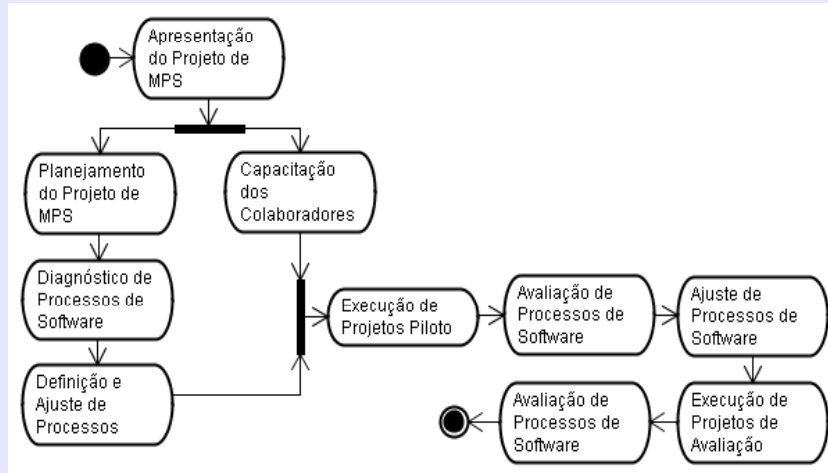 Apresentação
do Projeto de
MPS
Planejamento
do Projeto de
MPS
Capacitação
dos
Colaboradores
Diagnóstico de
Processos de
Software
Definição e
Ajuste de
Processos
Execução de
Projetos Piloto
Avaliação de
Processos de
Software
Ajuste de
Processos de
Software
Execução de
Projetos de
Avaliação
Avaliação de
Processos de
Software